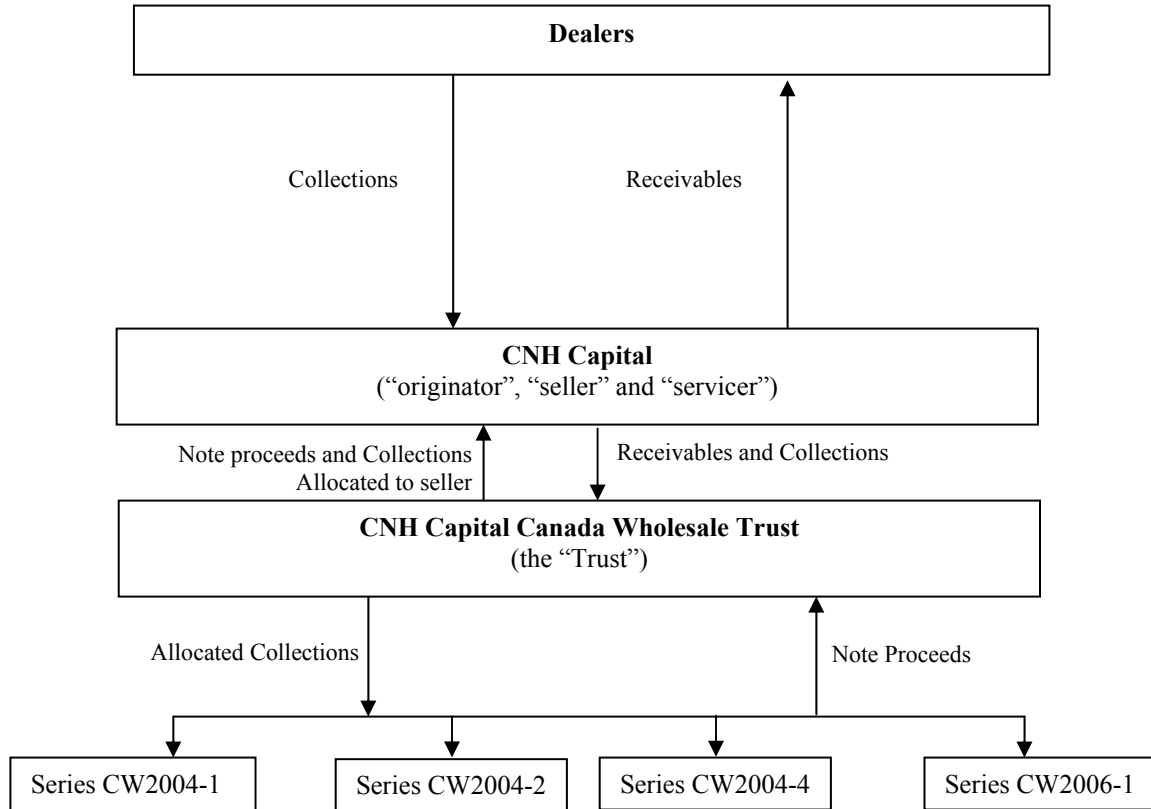 Dealers
Collections
Receivables
CNH Capital
(“originator”, “seller” and “servicer”)
Note proceeds and Collections
Allocated to seller
Receivables and Collections
CNH Capital Canada Wholesale Trust
(the “Trust”)
Allocated Collections
Note Proceeds
Series CW2004-1
Series CW2004-2
Series CW2004-4
Series CW2006-1